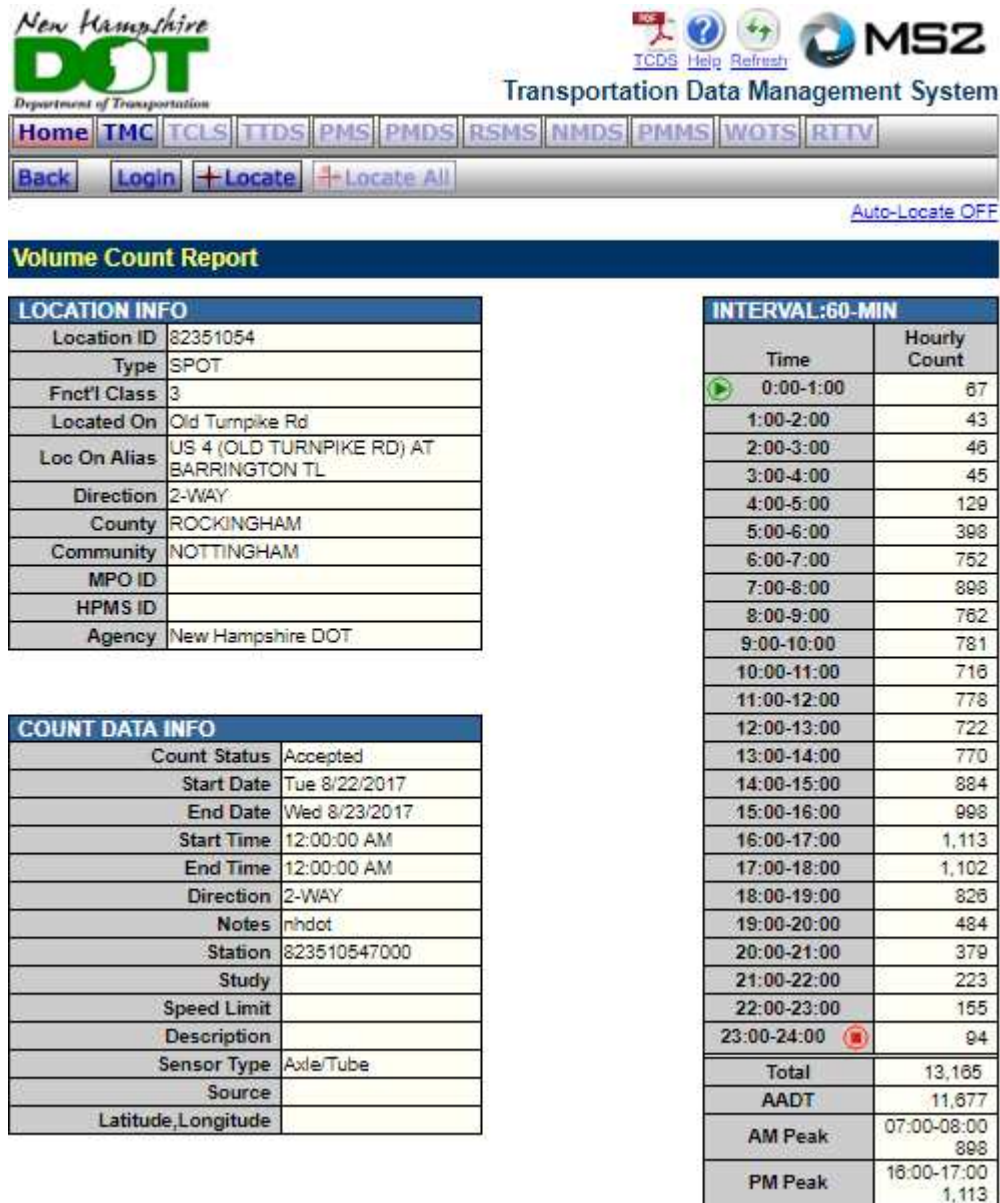 New Hampshire
DOT
Department of Transportation
TCDS Help Refresh
MS2
Transportation Data Management System
Home TMC TCLS TTDS PMS PMDS RSMS NMDS PMMS WOTS RTTV
Back Login Locate Locate All
Auto-Locate OFF
Volume Count Report
LOCATION INFO
Location ID 82351054
Type SPOT
Fnct'l Class 3
Located On Old Turnpike Rd
Loc On Alias US 4 (OLD TURNPIKE RD) AT
BARRINGTON TL
Direction 2-WAY
County ROCKINGHAM
Community NOTTINGHAM
MPO ID
HPMS ID
Agency New Hampshire DOT
COUNT DATA INFO
Count Status Accepted
Start Date Tue 8/22/2017
End Date Wed 8/23/2017
Start Time 12:00:00 AM
End Time 12:00:00 AM
Direction 2-WAY
Notes nhdot
Station 823510547000
Study
Speed Limit
Description
Sensor Type Axle/Tube
Source
Latitude,Longitude
INTERVAL:60-MIN
Time Hourly
Count
0:00-1:00 67
1:00-2:00 43
2:00-3:00 46
3:00-4:00 45
4:00-5:00 129
5:00-6:00 398
6:00-7:00 752
7:00-8:00 898
8:00-9:00 762
9:00-10:00 781
10:00-11:00 716
11:00-12:00 778
12:00-13:00 722
13:00-14:00 770
14:00-15:00 884
15:00-16:00 998
16:00-17:00 1,113
17:00-18:00 1,102
18:00-19:00 826
19:00-20:00 484
20:00-21:00 379
21:00-22:00 223
22:00-23:00 155
23:00-24:00 94
Total 13,165
AADT 11,677
AM Peak 07:00-08:00
898
PM Peak 16:00-17:00
1,113